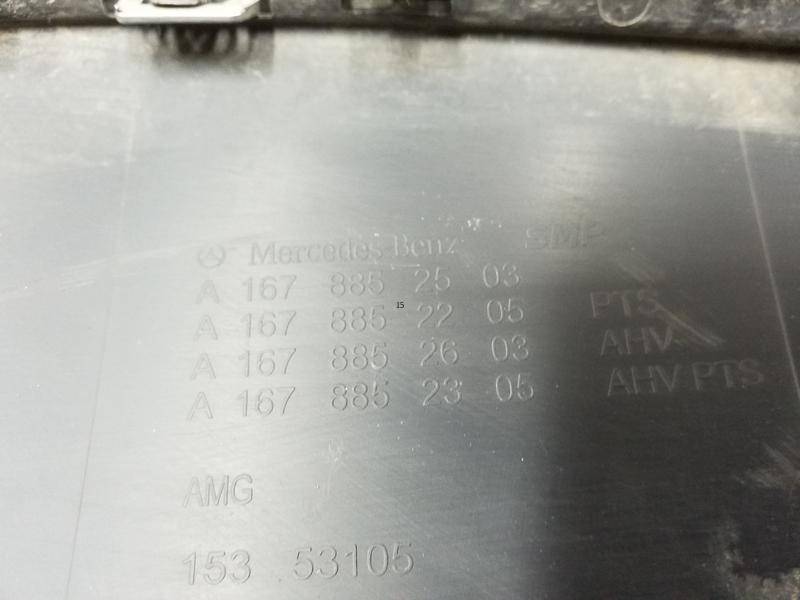 Mercedes-Benz SMP
A 167 885 25 03
15
A 167 885 22 05 PTS
A 167 885 26 03 AHV
A 167 885 23 05 AHV PTS
AMG
153 53105